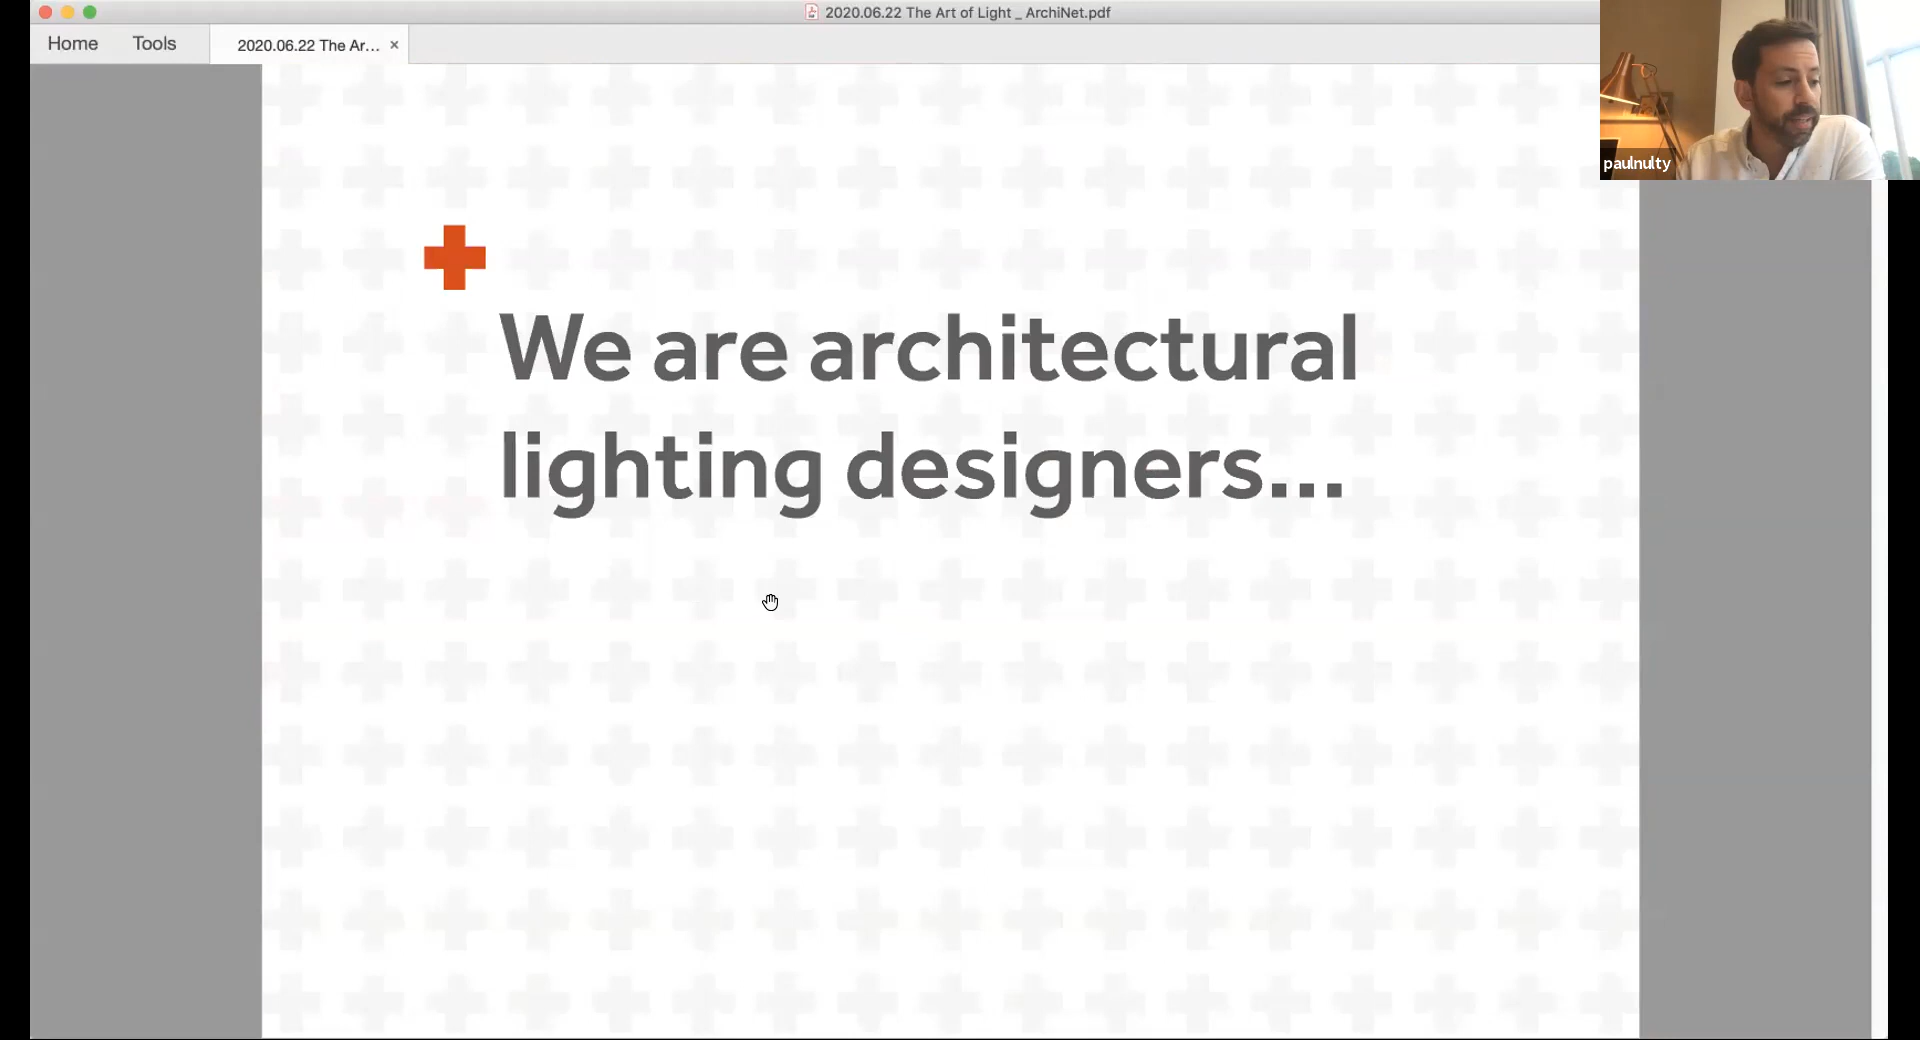 2020.06.22 The Art of Light _ ArchiNet.pdf
Home
Tools
2020.06.22 The Ar...
paulnulty
We are architectural
lighting designers...